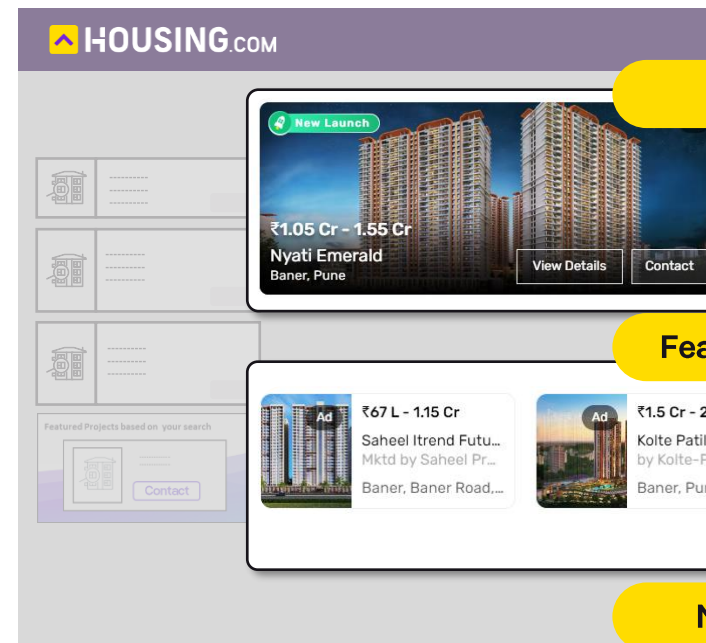 HOUSING.COM
New Launch
₹1.05 Cr - 1.55 Cr
Nyati Emerald
Baner, Pune
View Details
Contact
Fea
Ad
₹67 L - 1.15 Cr
Saheel Itrend Futu...
Mktd by Saheel Pr...
Baner, Baner Road,...
Ad
₹1.5 Cr - 2
Kolte Patil
by Kolte-P
Baner, Pu
Featured Projects based on your search
Contact
N